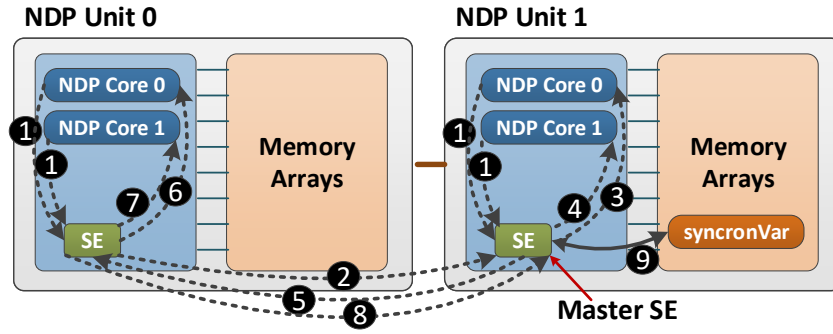 NDP Unit 0
NDP Unit 1
NDP Core 0
NDP Core 1
Memory
Arrays
1
1
7
6
SE
NDP Core 0
NDP Core 1
Memory
Arrays
1
1
4
3
SE
syncronVar
9
2
5
8
Master SE